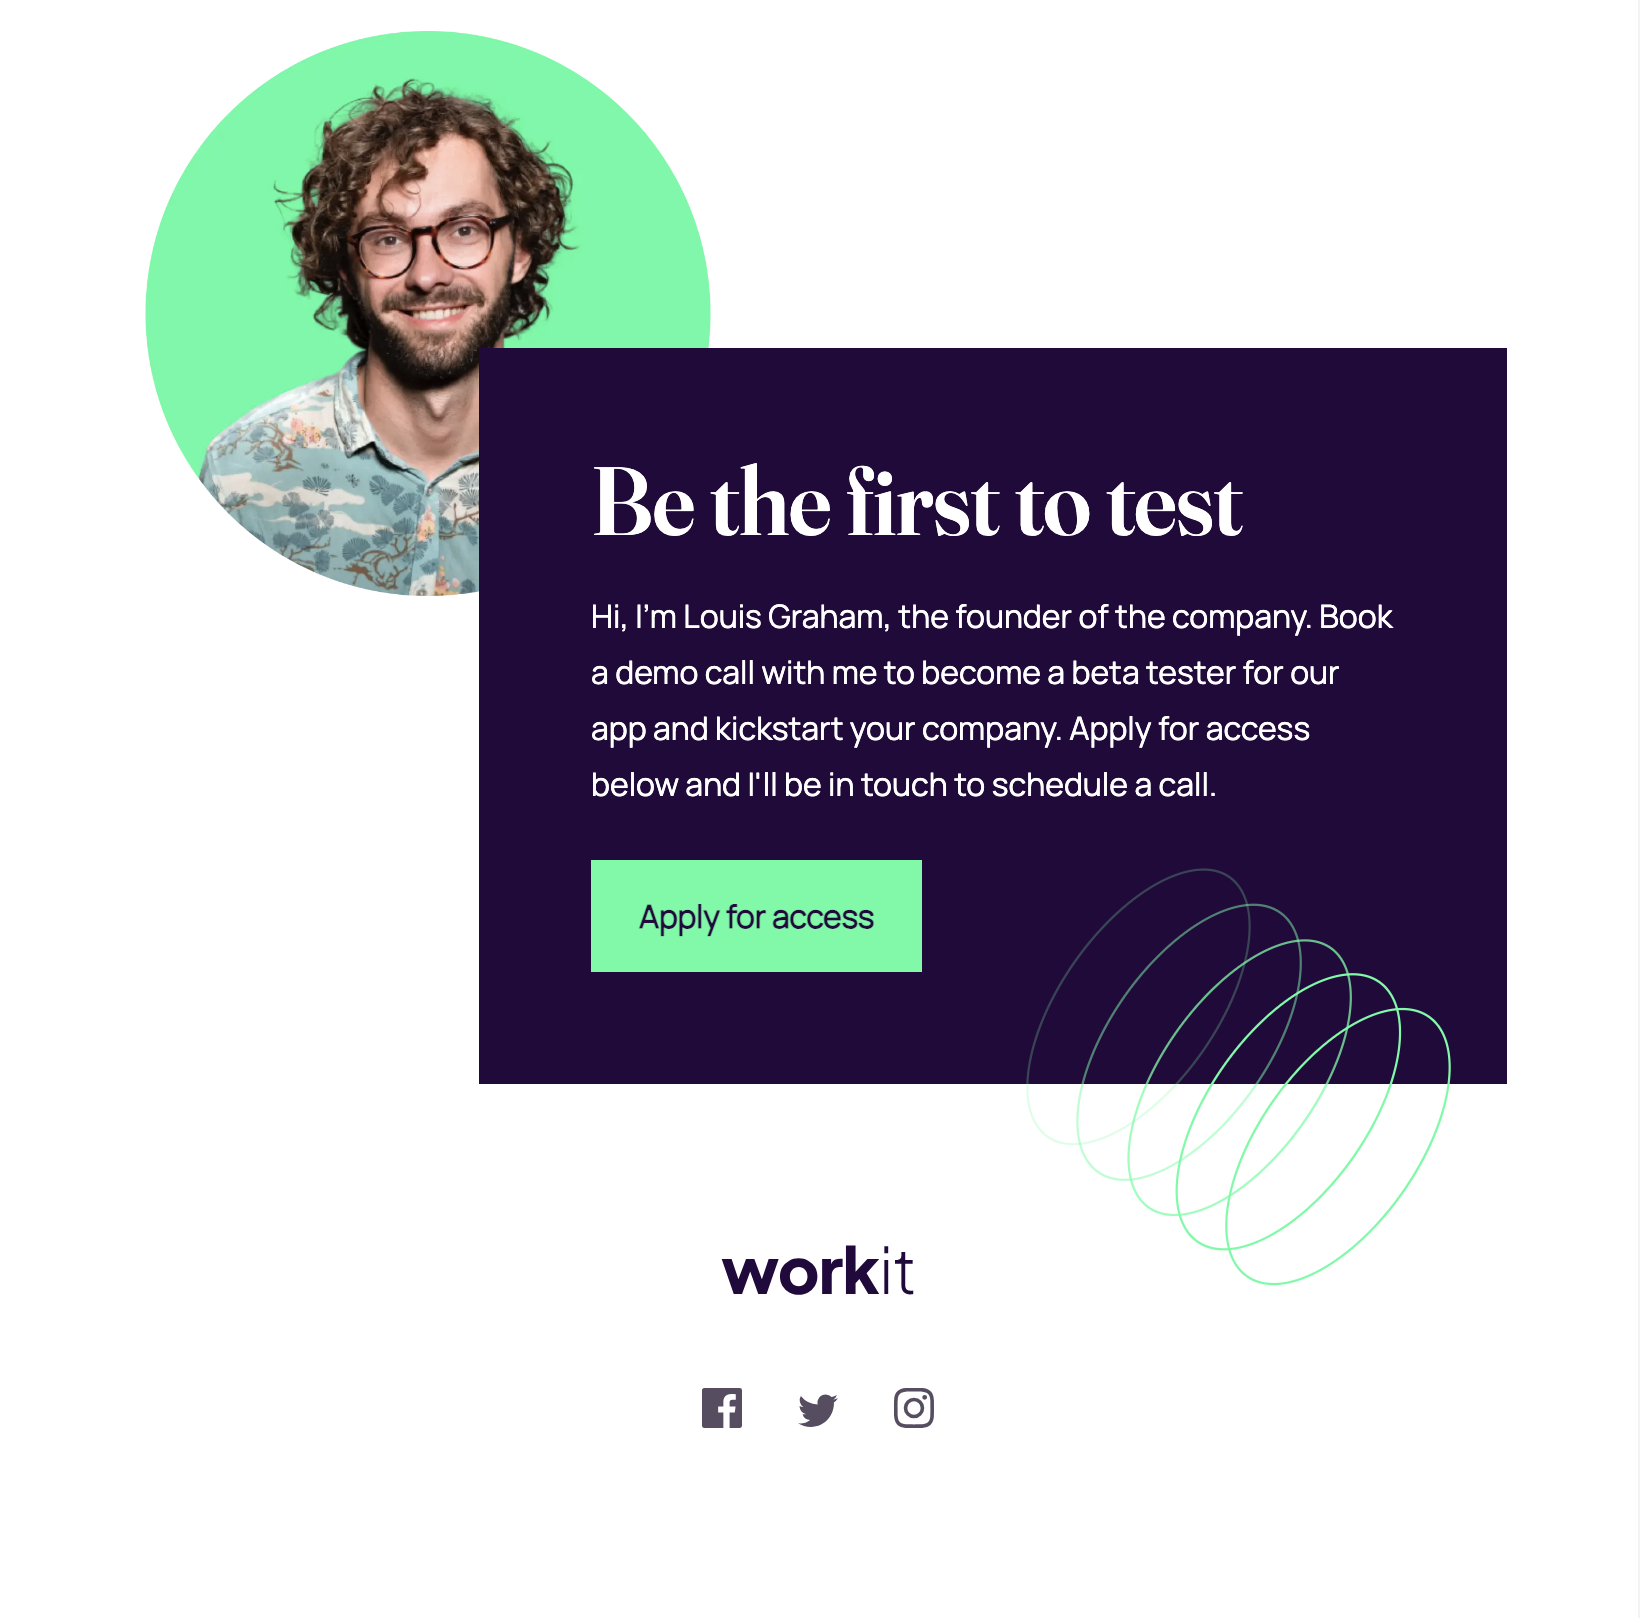 Be the first to test
Hi, I’m Louis Graham, the founder of the company. Book
a demo call with me to become a beta tester for our
app and kickstart your company. Apply for access
below and I'll be in touch to schedule a call.
Apply for access
workit